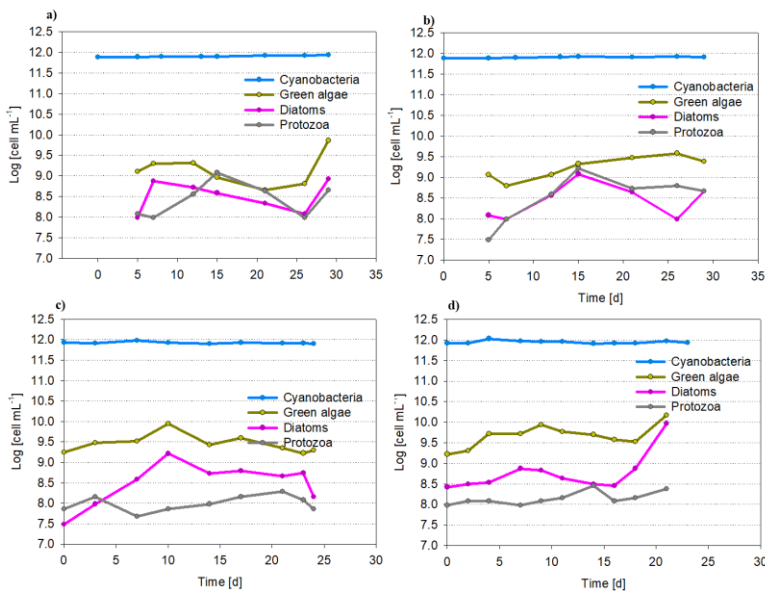 a)
12.5
12.0
11.5
11.0
10.5
10.0
9.5
9.0
8.5
8.0
7.5
7.0
Log [cell mL⁻¹]
Cyanobacteria
Green algae
Diatoms
Protozoa
0 5 10 15 20 25 30 35
b)
12.5
12.0
11.5
11.0
10.5
10.0
9.5
9.0
8.5
8.0
7.5
7.0
Log [cell mL⁻¹]
Cyanobacteria
Green algae
Diatoms
Protozoa
0 5 10 15 20 25 30 35
Time [d]
c)
12.5
12.0
11.5
11.0
10.5
10.0
9.5
9.0
8.5
8.0
7.5
7.0
Log [cell mL⁻¹]
Cyanobacteria
Green algae
Diatoms
Protozoa
0 5 10 15 20 25 30
Time [d]
d)
12.5
12.0
11.5
11.0
10.5
10.0
9.5
9.0
8.5
8.0
7.5
7.0
Log [cell mL⁻¹]
Cyanobacteria
Green algae
Diatoms
Protozoa
0 5 10 15 20 25 30
Time [d]